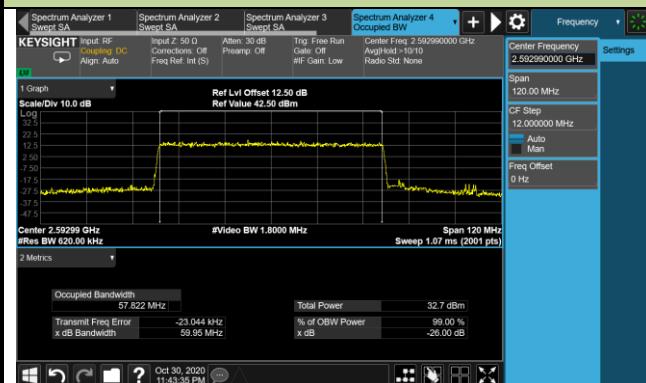 Spectrum Analyzer 1
Swept SA
Spectrum Analyzer 2
Swept SA
Spectrum Analyzer 3
Swept SA
Spectrum Analyzer 4
Occupied BW
Frequency
KEYSIGHT
Input: RF
Coupling: DC
Align: Auto
Input Z: 50 Ω
Corrections: Off
Freq Ref: Int (S)
Atten: 30 dB
Preamp: Off
Trig: Free Run
Gate: Off
#IF Gain: Low
Center Freq: 2.592990000 GHz
Avg|Hold:>10/10
Radio Std: None
Center Frequency
2.592990000 GHz
Settings
Span
120.00 MHz
CF Step
12.000000 MHz
Auto
Man
Freq Offset
0 Hz
1 Graph
Scale/Div 10.0 dB
Ref Lvl Offset 12.50 dB
Ref Value 42.50 dBm
Log
32.5
22.5
12.5
2.50
-7.50
-17.5
-27.5
-37.5
-47.5
Center 2.59299 GHz
#Res BW 620.00 kHz
#Video BW 1.8000 MHz
Span 120 MHz
Sweep 1.07 ms (2001 pts)
2 Metrics
Occupied Bandwidth
57.822 MHz
Total Power
32.7 dBm
Transmit Freq Error
-23.044 kHz
% of OBW Power
99.00 %
x dB Bandwidth
59.95 MHz
x dB
-26.00 dB
Oct 30, 2020
11:43:35 PM